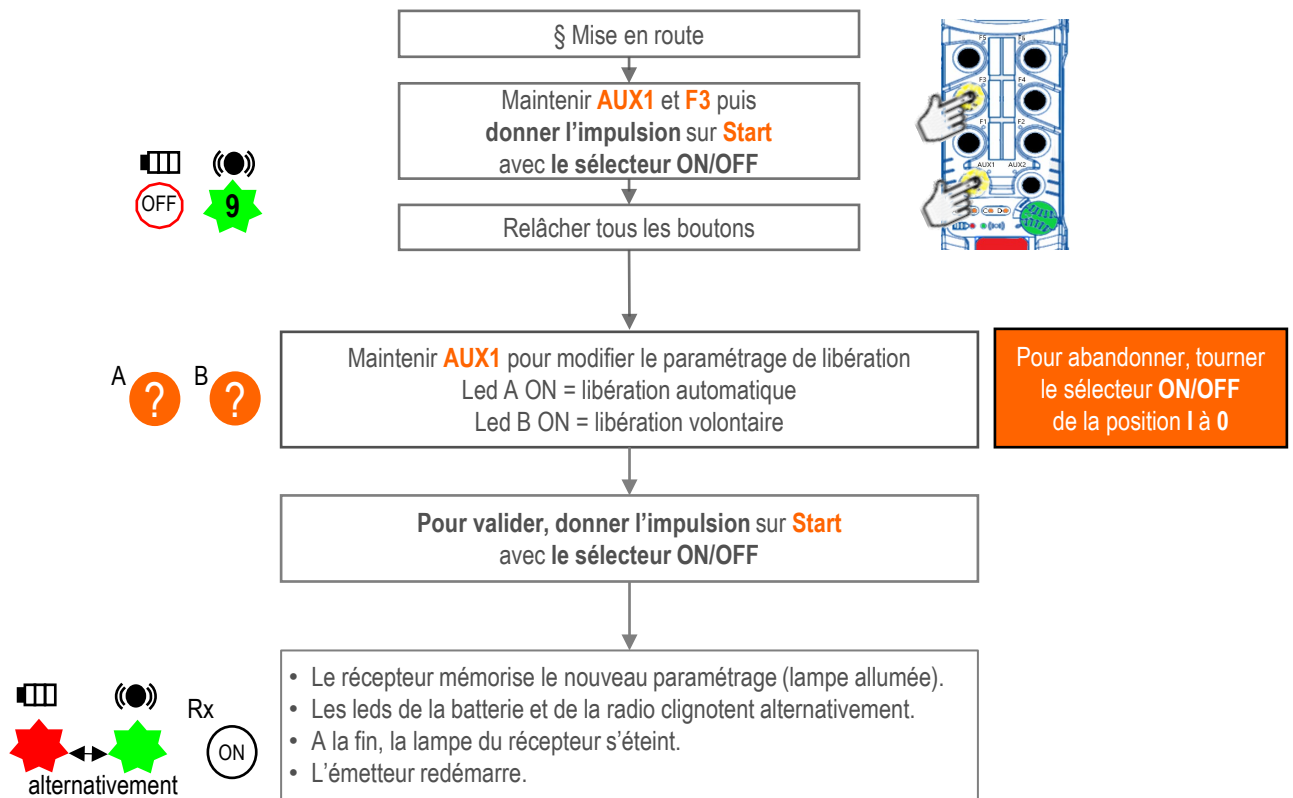 § Mise en route
Maintenir AUX1 et F3 puis
donner l’impulsion sur Start
avec le sélecteur ON/OFF
OFF
9
Relâcher tous les boutons
F5 F6
F3 F4
F1 F2
AUX1 AUX2
A ? B ?
Maintenir AUX1 pour modifier le paramétrage de libération
Led A ON = libération automatique
Led B ON = libération volontaire
Pour abandonner, tourner
le sélecteur ON/OFF
de la position I à 0
Pour valider, donner l’impulsion sur Start
avec le sélecteur ON/OFF
• Le récepteur mémorise le nouveau paramétrage (lampe allumée).
• Les leds de la batterie et de la radio clignotent alternativement.
• A la fin, la lampe du récepteur s’éteint.
• L’émetteur redémarre.
Rx
ON
alternativement